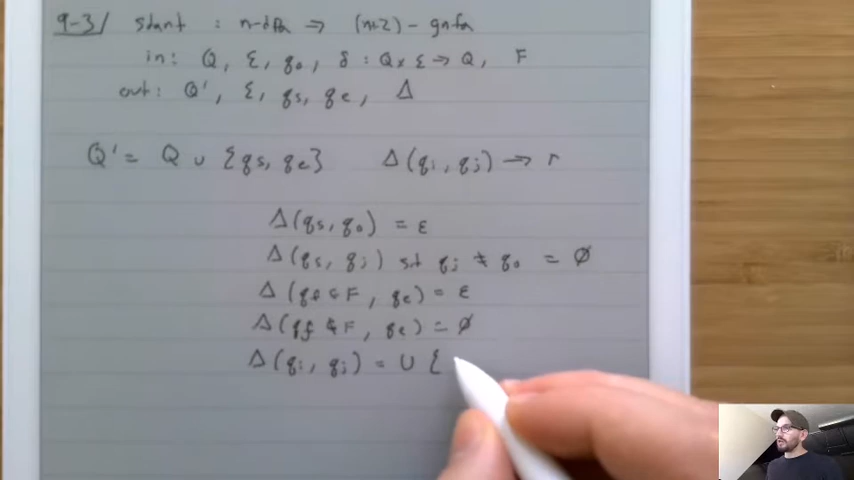 9-3/ start : n-dfa ⇒ (n+2)-gnfa
in: Q, Σ, q₀, δ : Q × Σ → Q, F
out: Q', Σ, qs, qe, Δ
Q' = Q ∪ {qs, qe} Δ(qi, qj) → r
Δ(qs, q₀) = ε
Δ(qs, qj) st qj ≠ q₀ = ∅
Δ(qf ∈ F, qe) = ε
Δ(qf ∉ F, qe) = ∅
Δ(qi, qj) = ∪ {